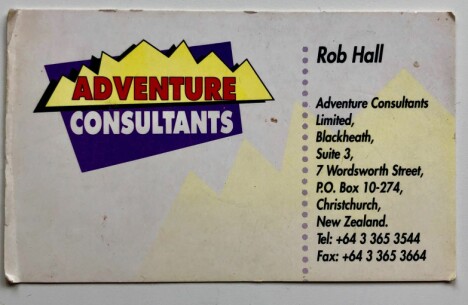 ADVENTURE
CONSULTANTS
Rob Hall
Adventure Consultants
Limited,
Blackheath,
Suite 3,
7 Wordsworth Street,
P.O. Box 10-274,
Christchurch,
New Zealand.
Tel: +64 3 365 3544
Fax: +64 3 365 3664